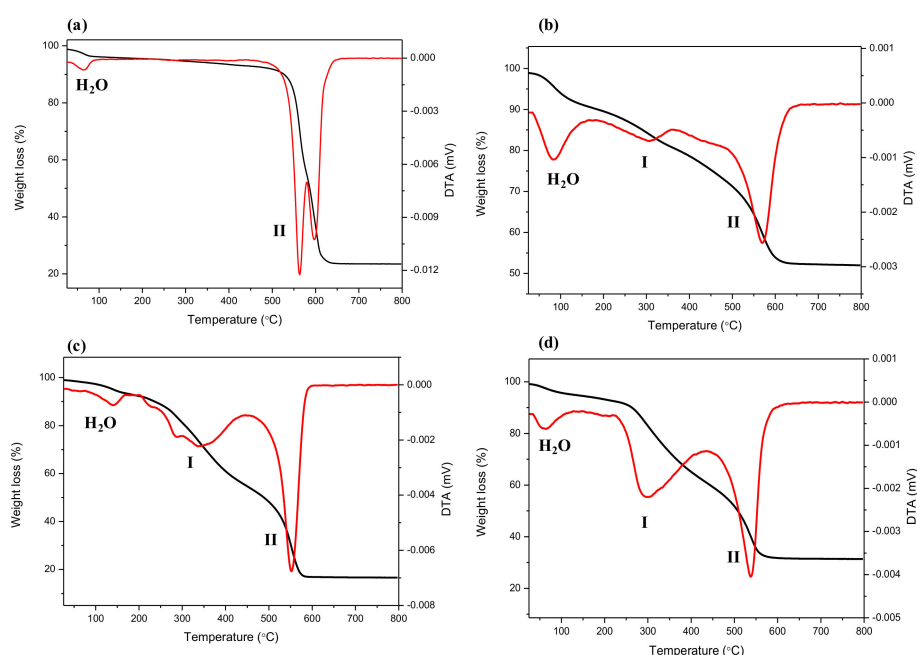 (a)
100
80
60
40
20
Weight loss (%)
0.000
-0.003
-0.006
-0.009
-0.012
DTA (mV)
H₂O
II
100 200 300 400 500 600 700 800
Temperature (°C)
(b)
100
90
80
70
60
50
Weight loss (%)
0.001
0.000
-0.001
-0.002
-0.003
DTA (mV)
H₂O
I
II
100 200 300 400 500 600 700 800
Temperature (°C)
(c)
100
80
60
40
20
Weight loss (%)
0.000
-0.002
-0.004
-0.006
-0.008
DTA (mV)
H₂O
I
II
100 200 300 400 500 600 700 800
Temperature (°C)
(d)
100
80
60
40
20
Weight loss (%)
0.001
0.000
-0.001
-0.002
-0.003
-0.004
-0.005
DTA (mV)
H₂O
I
II
100 200 300 400 500 600 700 800
Temperature (°C)